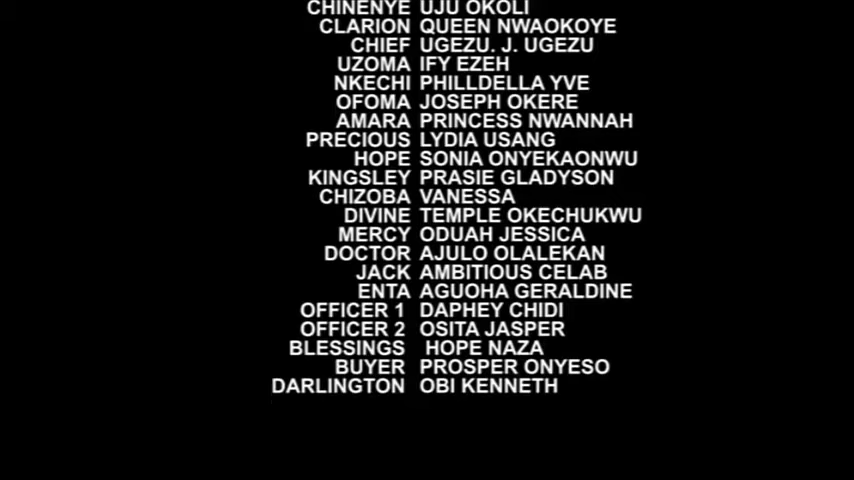 CHINENYE UJU OKOLI
CLARION QUEEN NWAOKOYE
CHIEF UGEZU. J. UGEZU
UZOMA IFY EZEH
NKECHI PHILLDELLA YVE
OFOMA JOSEPH OKERE
AMARA PRINCESS NWANNAH
PRECIOUS LYDIA USANG
HOPE SONIA ONYEKAONWU
KINGSLEY PRASIE GLADYSON
CHIZOBA VANESSA
DIVINE TEMPLE OKECHUKWU
MERCY ODUAH JESSICA
DOCTOR AJULO OLALEKAN
JACK AMBITIOUS CELAB
ENTA AGUOHA GERALDINE
OFFICER 1 DAPHEY CHIDI
OFFICER 2 OSITA JASPER
BLESSINGS HOPE NAZA
BUYER PROSPER ONYESO
DARLINGTON OBI KENNETH